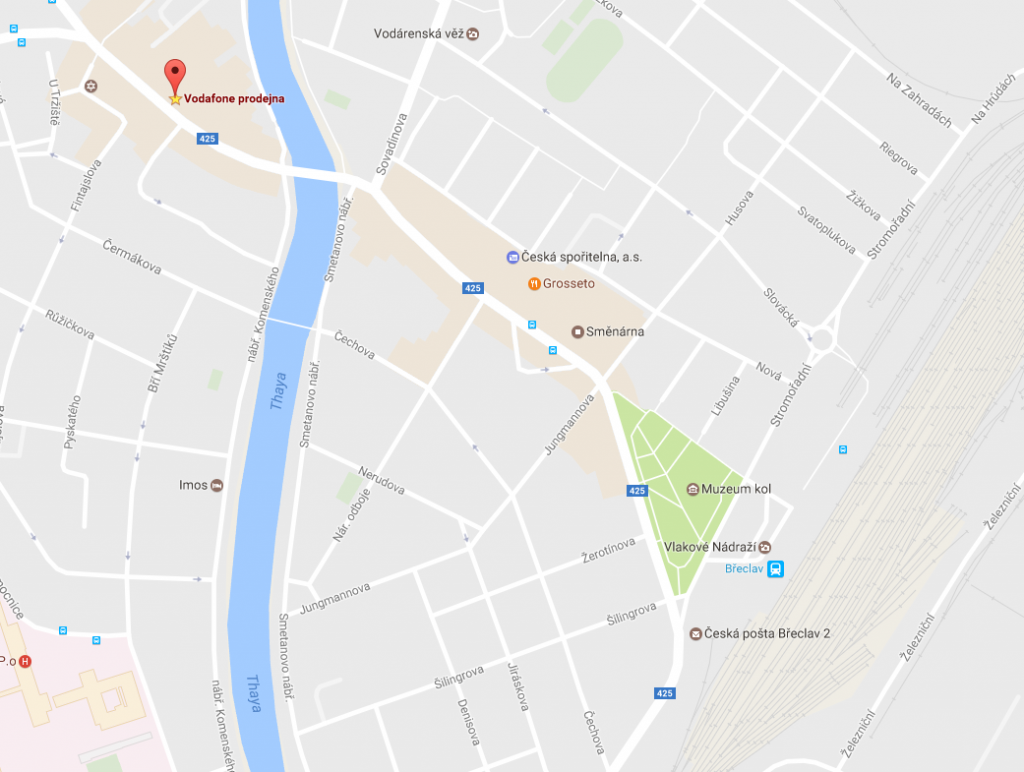 zkova
Vodárenská věž
Na Zahradách
Na Hrúdách
U Tržiště
Vodafone prodejna
425
Sovadinova
Riegrova
Fintajslova
Smetanovo nábř.
Husova
Žižkova
Svatoplukova
Stromořadní
Čermákova
Česká spořitelna, a.s.
Grosseto
425
nábř. Komenského
Slovácká
Růžičkova
Čechova
Směnárna
Bří Mrštíků
Nová
Libušina
Stromořadní
Thaya
Smetanovo nábř.
Pyskatého
Jungmannova
Imos
Nerudova
425
Muzeum kol
Nár. odboje
Železniční
Žerotínova
Vlakové Nádraží
Břeclav
mocnice
Jungmannova
Šilingrova
Smetanovo nábř.
Česká pošta Břeclav 2
Železniční
P.o
H
Šilingrova
Thaya
nábř. Komenského
Jiráskova
425
Denisova
Čechova
Železniční